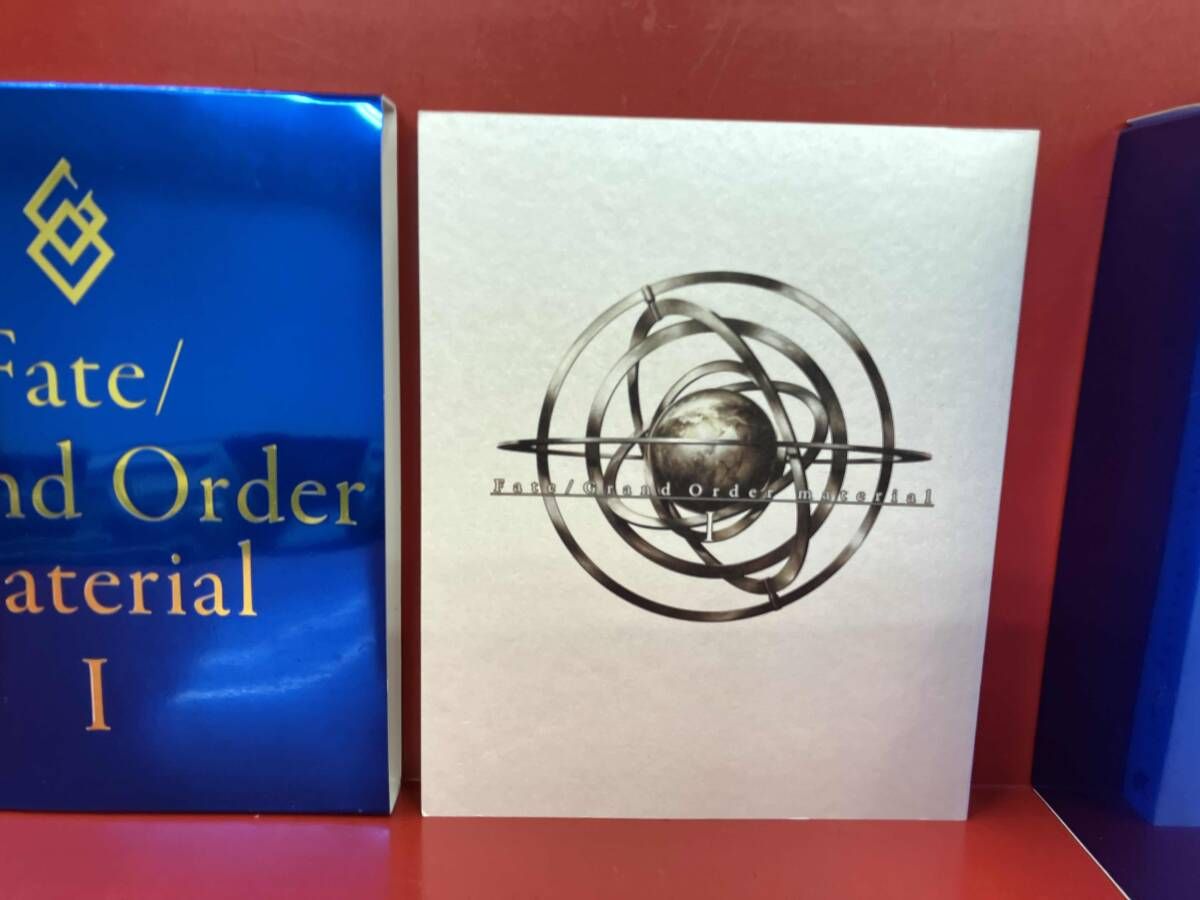 Fate/
nd Order
aterial
I
Fate/Grand Order material
I